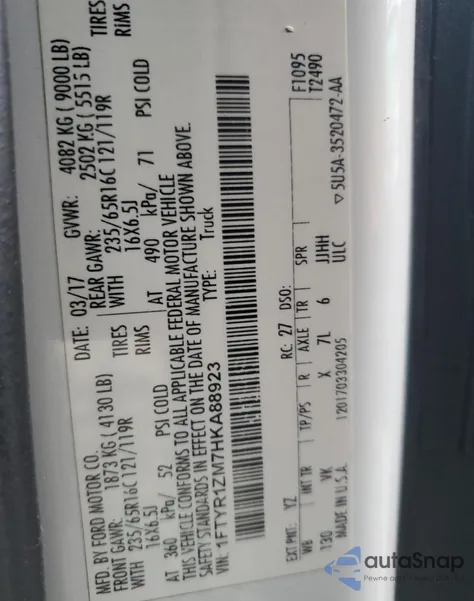 MFD. BY FORD MOTOR CO.
DATE: 03/17 GVWR: 4082 KG ( 9000 LB)
FRONT GAWR: 1873 KG ( 4130 LB)
REAR GAWR: 2502 KG ( 5515 LB)
WITH 235/65R16C 121/119R TIRES
WITH 235/65R16C 121/119R TIRES
16X6.5J RIMS
16X6.5J RIMS
AT 360 kPa/ 52 PSI COLD
AT 490 kPa/ 71 PSI COLD
THIS VEHICLE CONFORMS TO ALL APPLICABLE FEDERAL MOTOR VEHICLE
SAFETY STANDARDS IN EFFECT ON THE DATE OF MANUFACTURE SHOWN ABOVE.
VIN: 1FTYR1ZM7HKA88923
TYPE: Truck
F1095
T2490
EXT PNT: YZ RC: 27 DSO:
WB INT TR TP/PS R AXLE TR SPR
130 VK X 7L 6 JJHH
MADE IN U.S.A. 1201703304205 ULC
▽5U5A-3520472-AA
autoSnap